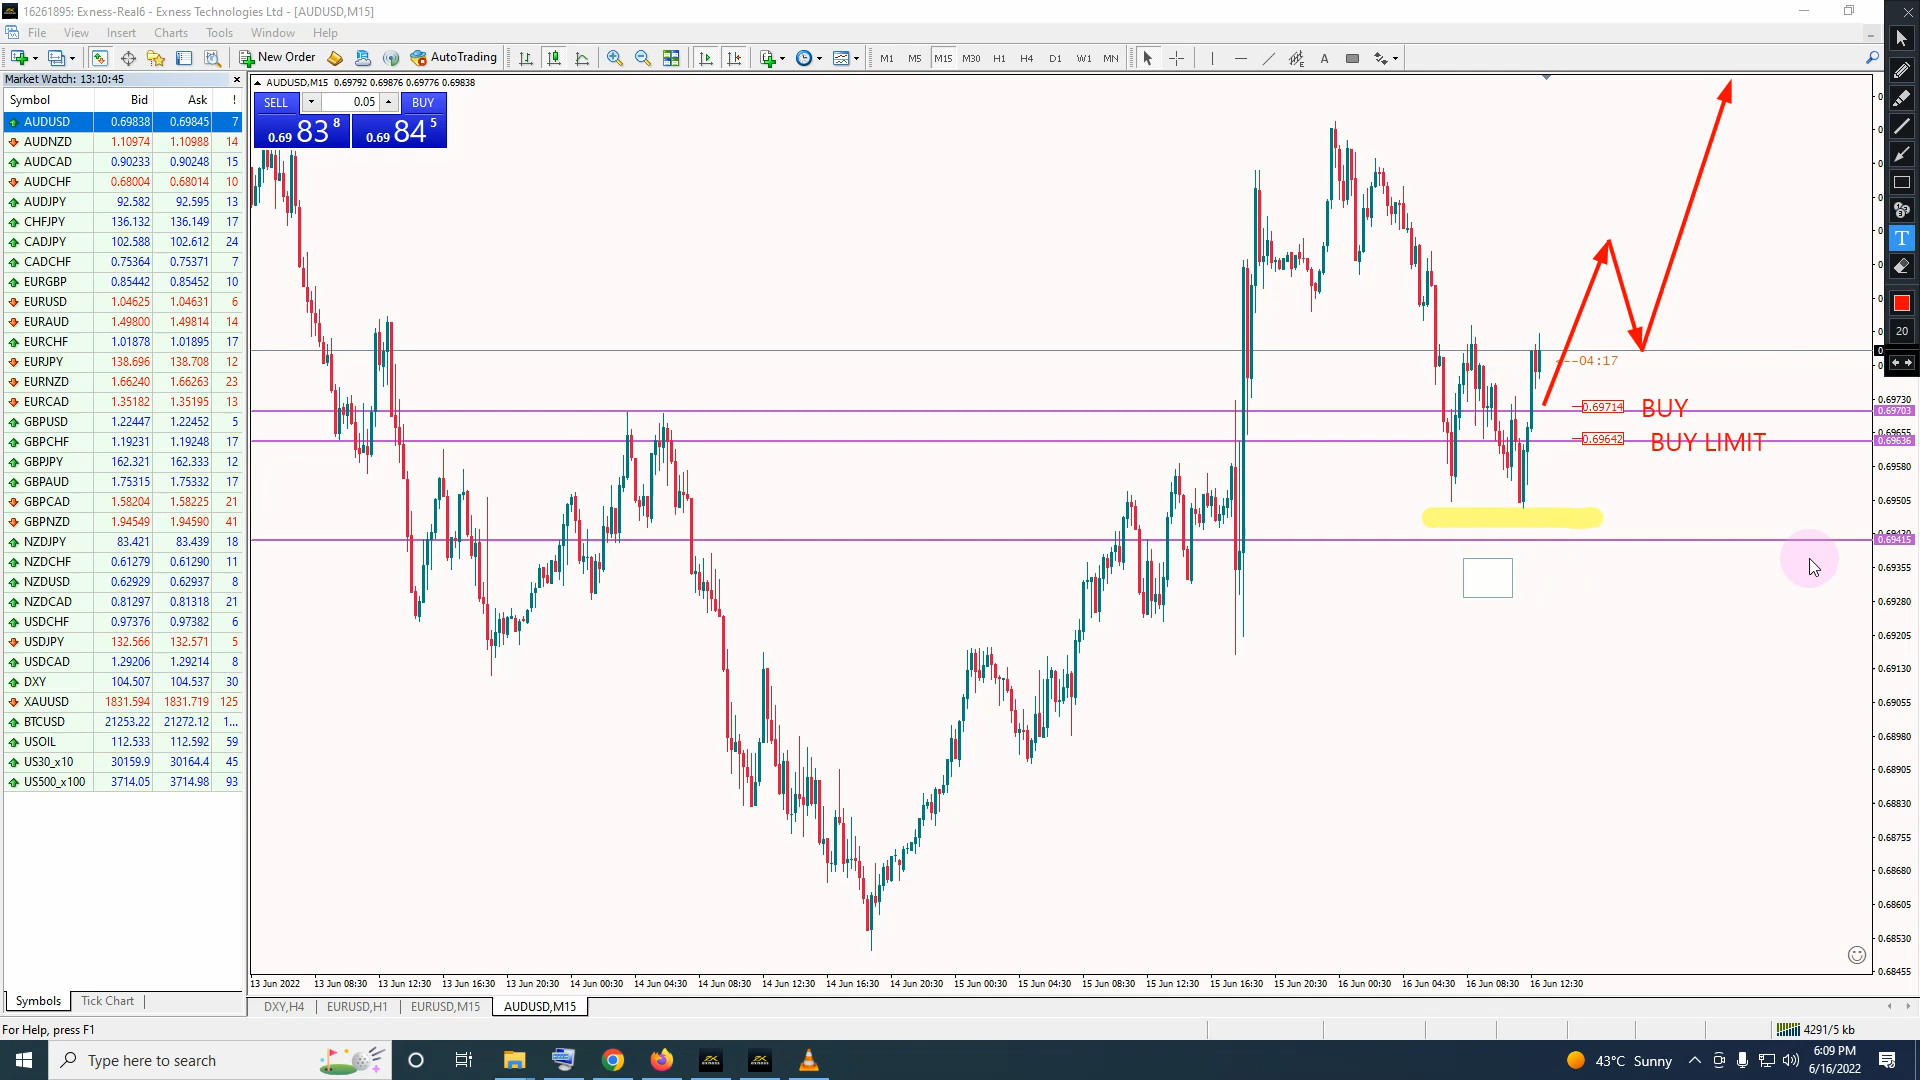 16261895: Exness-Real6 - Exness Technologies Ltd - [AUDUSD,M15]
File View Insert Charts Tools Window Help
New Order AutoTrading M1 M5 M15 M30 H1 H4 D1 W1 MN A
Market Watch: 13:10:45 ×
Symbol Bid Ask !
AUDUSD 0.69838 0.69845 7
AUDNZD 1.10974 1.10988 14
AUDCAD 0.90233 0.90248 15
AUDCHF 0.68004 0.68014 10
AUDJPY 92.582 92.595 13
CHFJPY 136.132 136.149 17
CADJPY 102.588 102.612 24
CADCHF 0.75364 0.75371 7
EURGBP 0.85442 0.85452 10
EURUSD 1.04625 1.04631 6
EURAUD 1.49800 1.49814 14
EURCHF 1.01878 1.01895 17
EURJPY 138.696 138.708 12
EURNZD 1.66240 1.66263 23
EURCAD 1.35182 1.35195 13
GBPUSD 1.22447 1.22452 5
GBPCHF 1.19231 1.19248 17
GBPJPY 162.321 162.333 12
GBPAUD 1.75315 1.75332 17
GBPCAD 1.58204 1.58225 21
GBPNZD 1.94549 1.94590 41
NZDJPY 83.421 83.439 18
NZDCHF 0.61279 0.61290 11
NZDUSD 0.62929 0.62937 8
NZDCAD 0.81297 0.81318 21
USDCHF 0.97376 0.97382 6
USDJPY 132.566 132.571 5
USDCAD 1.29206 1.29214 8
DXY 104.507 104.537 30
XAUUSD 1831.594 1831.719 125
BTCUSD 21253.22 21272.12 1...
USOIL 112.533 112.592 59
US30_x10 30159.9 30164.4 45
US500_x100 3714.05 3714.98 93
Symbols Tick Chart
AUDUSD,M15 0.69792 0.69876 0.69776 0.69838
SELL 0.05 BUY
0.69 83 8 0.69 84 5
<--04:17
0.69714 BUY
0.69642 BUY LIMIT
0.69730
0.69703
0.69655
0.69636
0.69580
0.69505
0.69415
0.69355
0.69280
0.69205
0.69130
0.69055
0.68980
0.68905
0.68830
0.68755
0.68680
0.68605
0.68530
0.68455
13 Jun 2022 13 Jun 08:30 13 Jun 12:30 13 Jun 16:30 13 Jun 20:30 14 Jun 00:30 14 Jun 04:30 14 Jun 08:30 14 Jun 12:30 14 Jun 16:30 14 Jun 20:30 15 Jun 00:30 15 Jun 04:30 15 Jun 08:30 15 Jun 12:30 15 Jun 16:30 15 Jun 20:30 16 Jun 00:30 16 Jun 04:30 16 Jun 08:30 16 Jun 12:30
DXY,H4 EURUSD,H1 EURUSD,M15 AUDUSD,M15
For Help, press F1
4291/5 kb
T
20
Type here to search
exness
exness
43°C Sunny
6:09 PM
6/16/2022